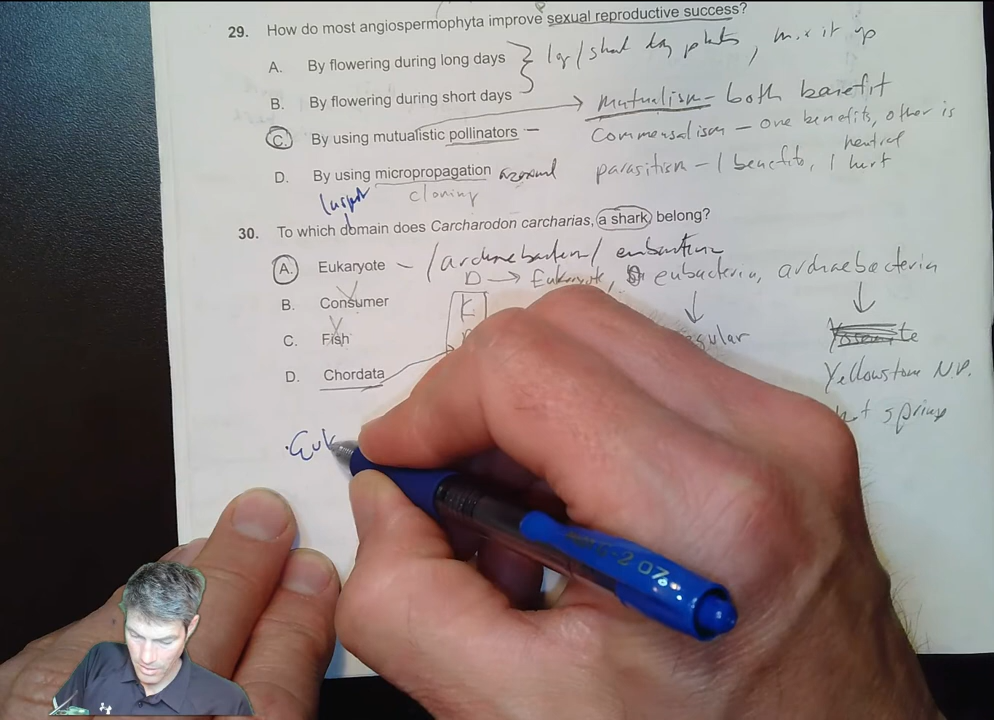 29. How do most angiospermophyta improve sexual reproductive success?
A. By flowering during long days
long/short day plants, mix it up
B. By flowering during short days
mutualism - both benefit
C. By using mutualistic pollinators -
commensalism - one benefits, other is
neutral
D. By using micropropagation asexual
parasitism - 1 benefits, 1 hurt
largest
cloning
30. To which domain does Carcharodon carcharias, a shark belong?
A. Eukaryote - / archaebacteria / eubacteria
D → Eukaryote, eubacteria, archaebacteria
B. Consumer
K
C. Fish
D. Chordata
Yellowstone N.P.
springs
Euk